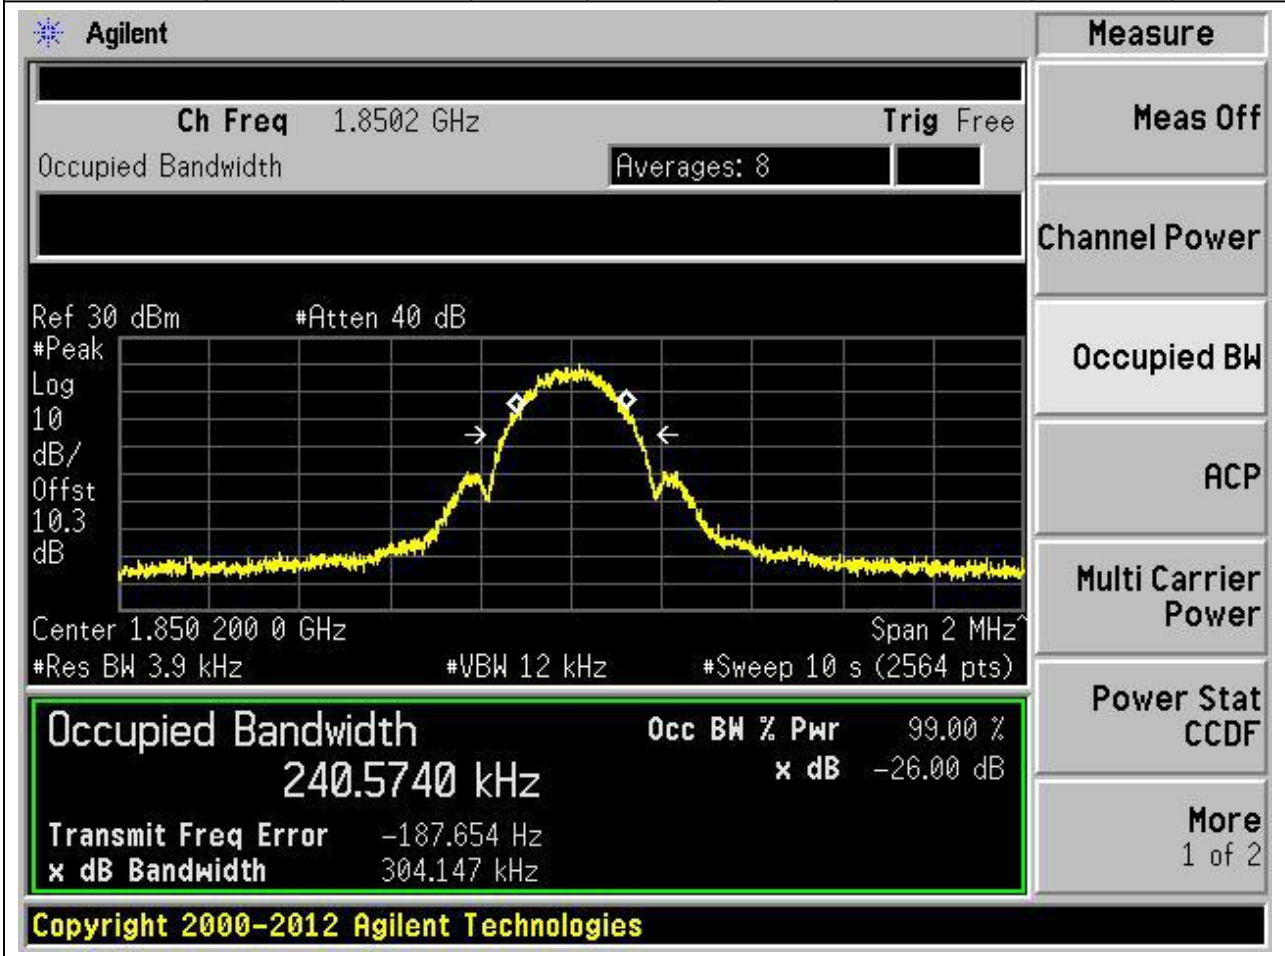 Agilent
Measure
Ch Freq 1.8502 GHz Trig Free
Occupied Bandwidth Averages: 8
Meas Off
Channel Power
Occupied BW
ACP
Multi Carrier
Power
Power Stat
CCDF
More
1 of 2
Ref 30 dBm #Atten 40 dB
#Peak
Log
10
dB/
Offst
10.3
dB
Center 1.850 200 0 GHz Span 2 MHz^
#Res BW 3.9 kHz #VBW 12 kHz #Sweep 10 s (2564 pts)
Occupied Bandwidth Occ BW % Pwr 99.00 %
240.5740 kHz x dB -26.00 dB
Transmit Freq Error -187.654 Hz
x dB Bandwidth 304.147 kHz
Copyright 2000-2012 Agilent Technologies